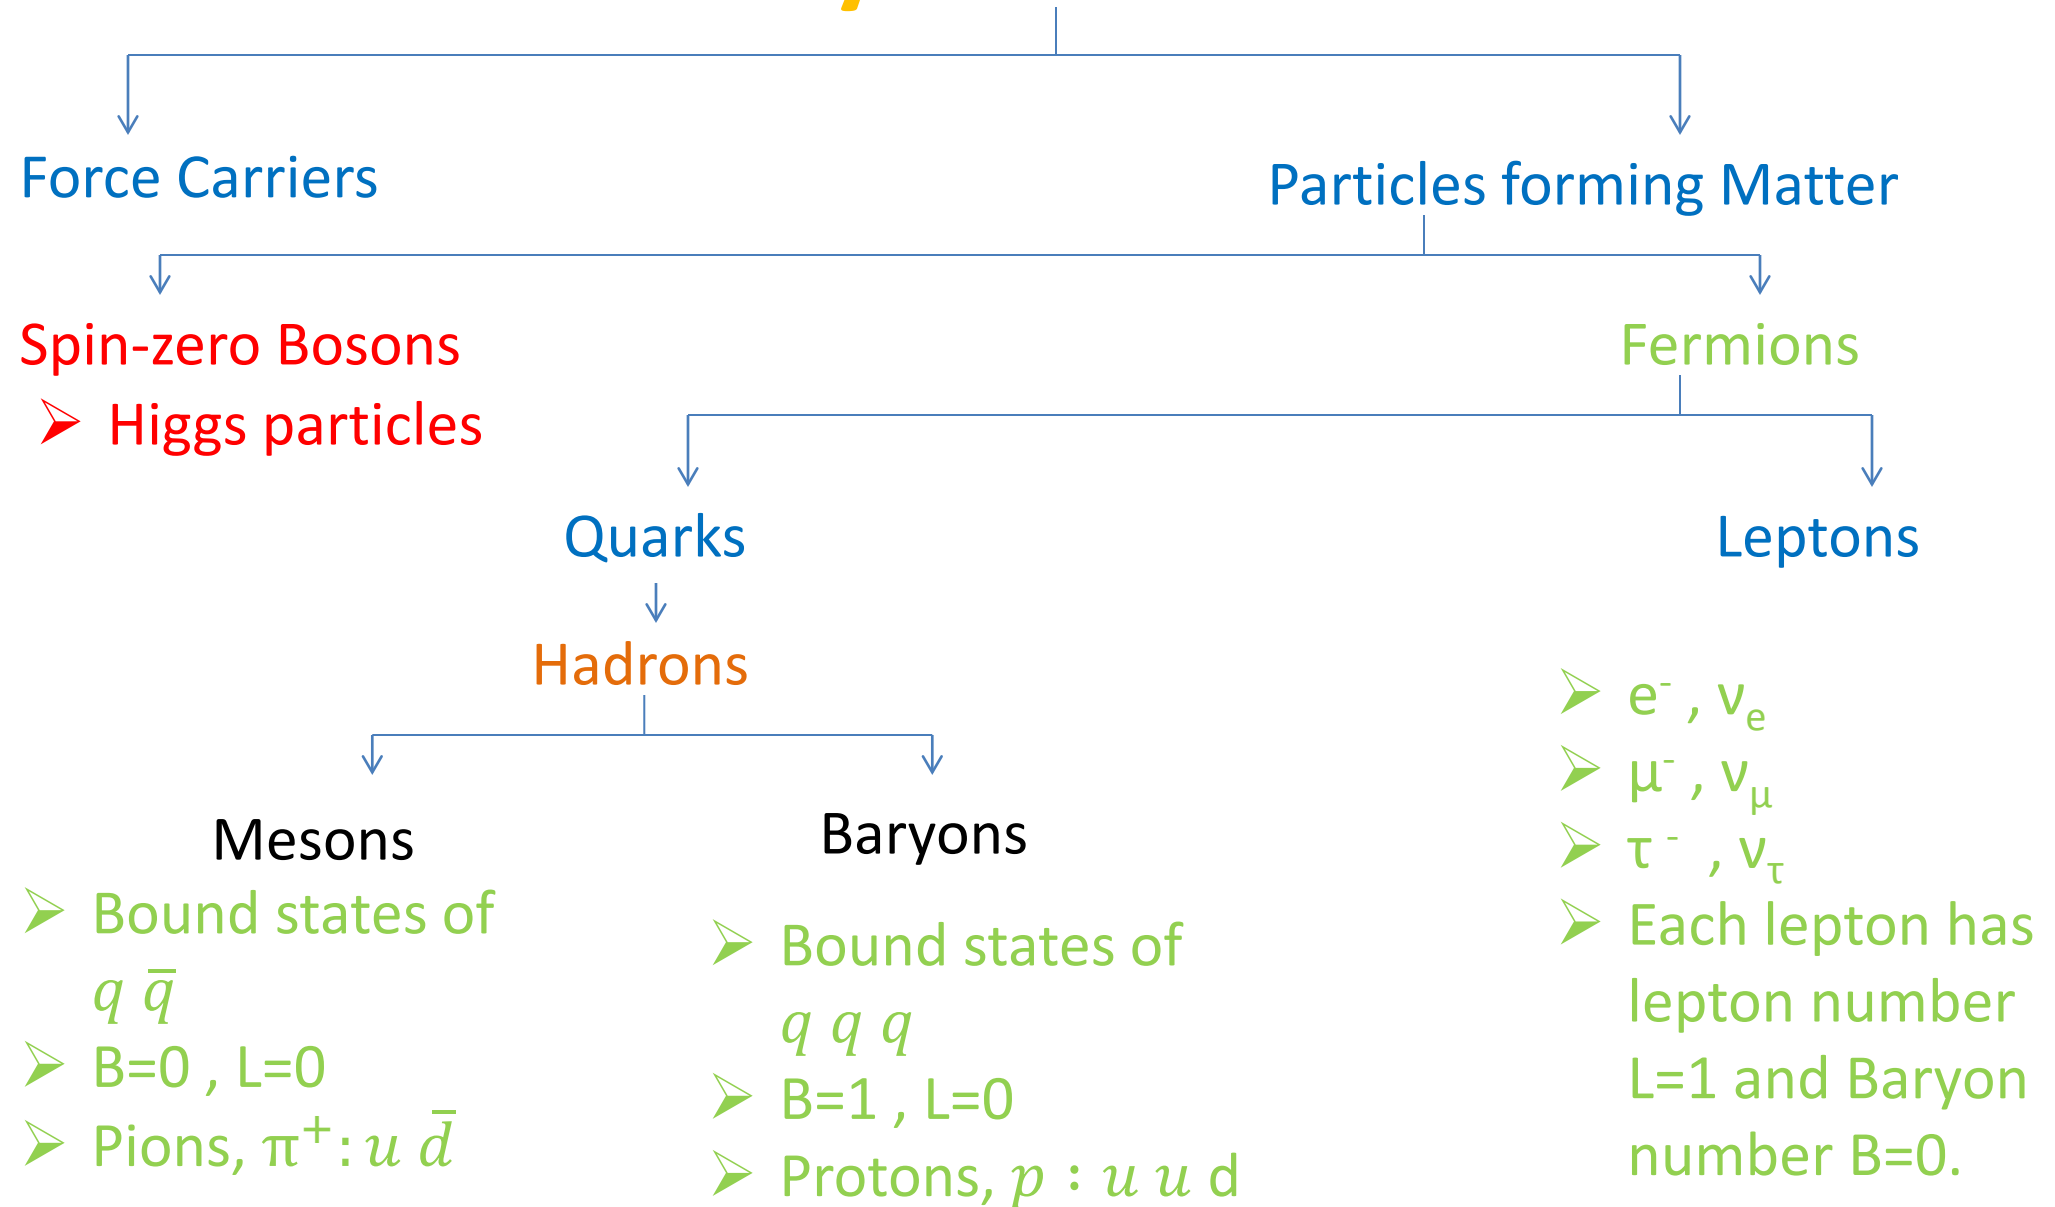 Force Carriers
Particles forming Matter
Spin-zero Bosons
Fermions
➢ Higgs particles
Quarks
Leptons
Hadrons
Mesons
➢ Bound states of
q q̅
➢ B=0 , L=0
➢ Pions, π⁺: u d̅
Baryons
➢ Bound states of
q q q
➢ B=1 , L=0
➢ Protons, p : u u d
➢ e⁻ , νₑ
➢ μ⁻ , ν_μ
➢ τ ⁻ , ν_τ
➢ Each lepton has
lepton number
L=1 and Baryon
number B=0.